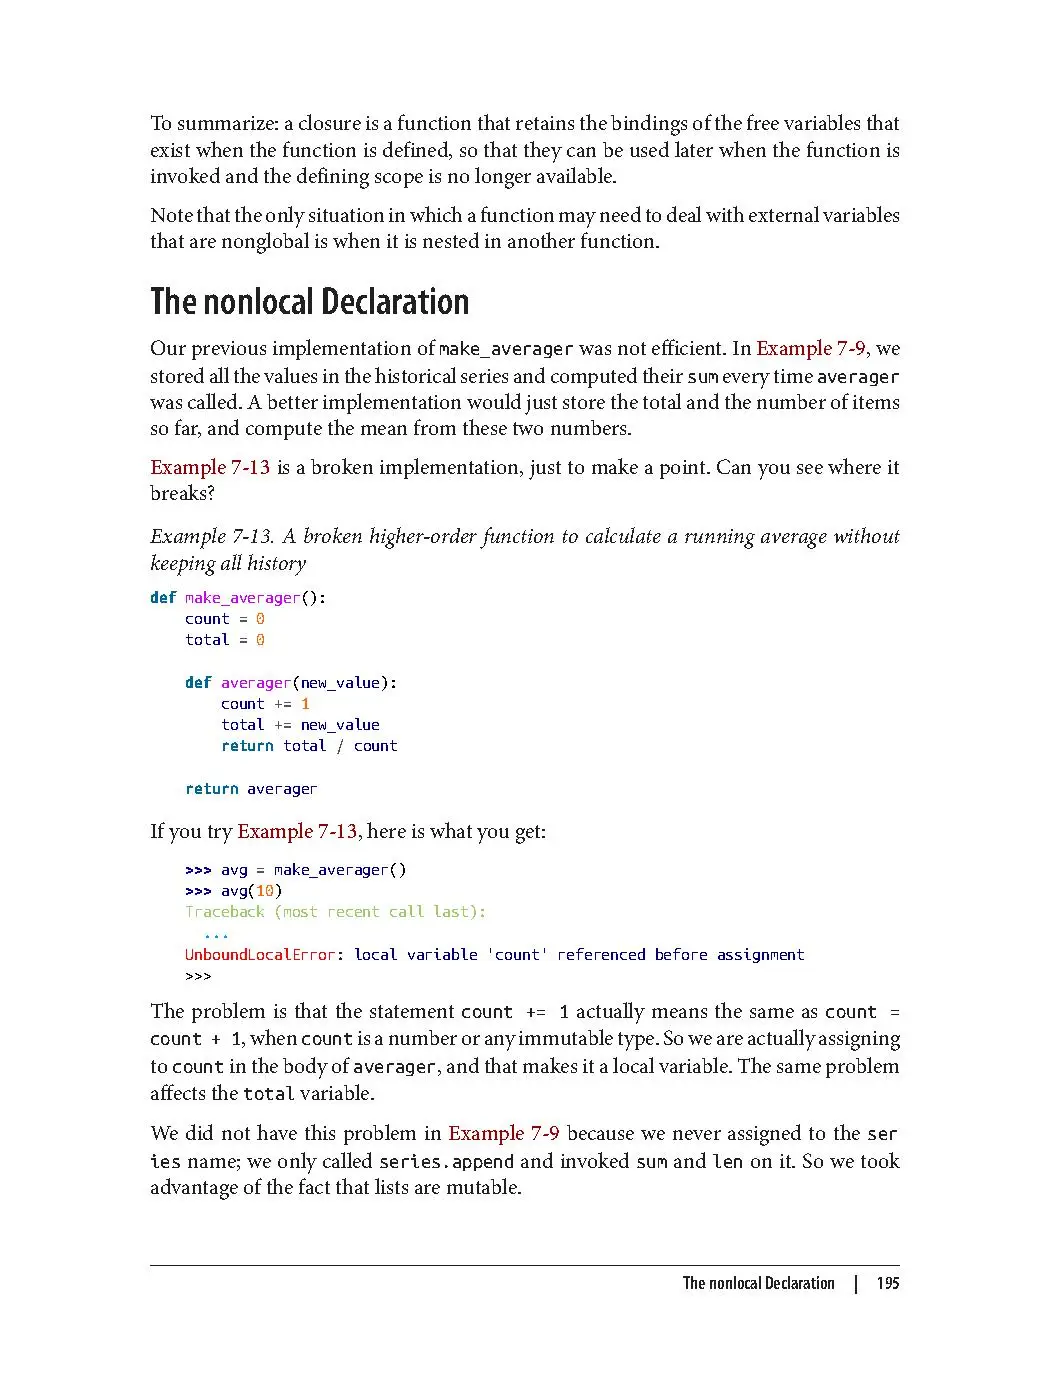 To summarize: a closure is a function that retains the bindings of the free variables that
exist when the function is defined, so that they can be used later when the function is
invoked and the defining scope is no longer available.
Note that the only situation in which a function may need to deal with external variables
that are nonglobal is when it is nested in another function.
The nonlocal Declaration
Our previous implementation of make_averager was not efficient. In Example 7-9, we
stored all the values in the historical series and computed their sum every time averager
was called. A better implementation would just store the total and the number of items
so far, and compute the mean from these two numbers.
Example 7-13 is a broken implementation, just to make a point. Can you see where it
breaks?
Example 7-13. A broken higher-order function to calculate a running average without
keeping all history
def make_averager():
    count = 0
    total = 0
    def averager(new_value):
        count += 1
        total += new_value
        return total / count
    return averager
If you try Example 7-13, here is what you get:
>>> avg = make_averager()
>>> avg(10)
Traceback (most recent call last):
  ...
UnboundLocalError: local variable 'count' referenced before assignment
>>>
The problem is that the statement count += 1 actually means the same as count =
count + 1, when count is a number or any immutable type. So we are actually assigning
to count in the body of averager, and that makes it a local variable. The same problem
affects the total variable.
We did not have this problem in Example 7-9 because we never assigned to the ser
ies name; we only called series.append and invoked sum and len on it. So we took
advantage of the fact that lists are mutable.
The nonlocal Declaration | 195